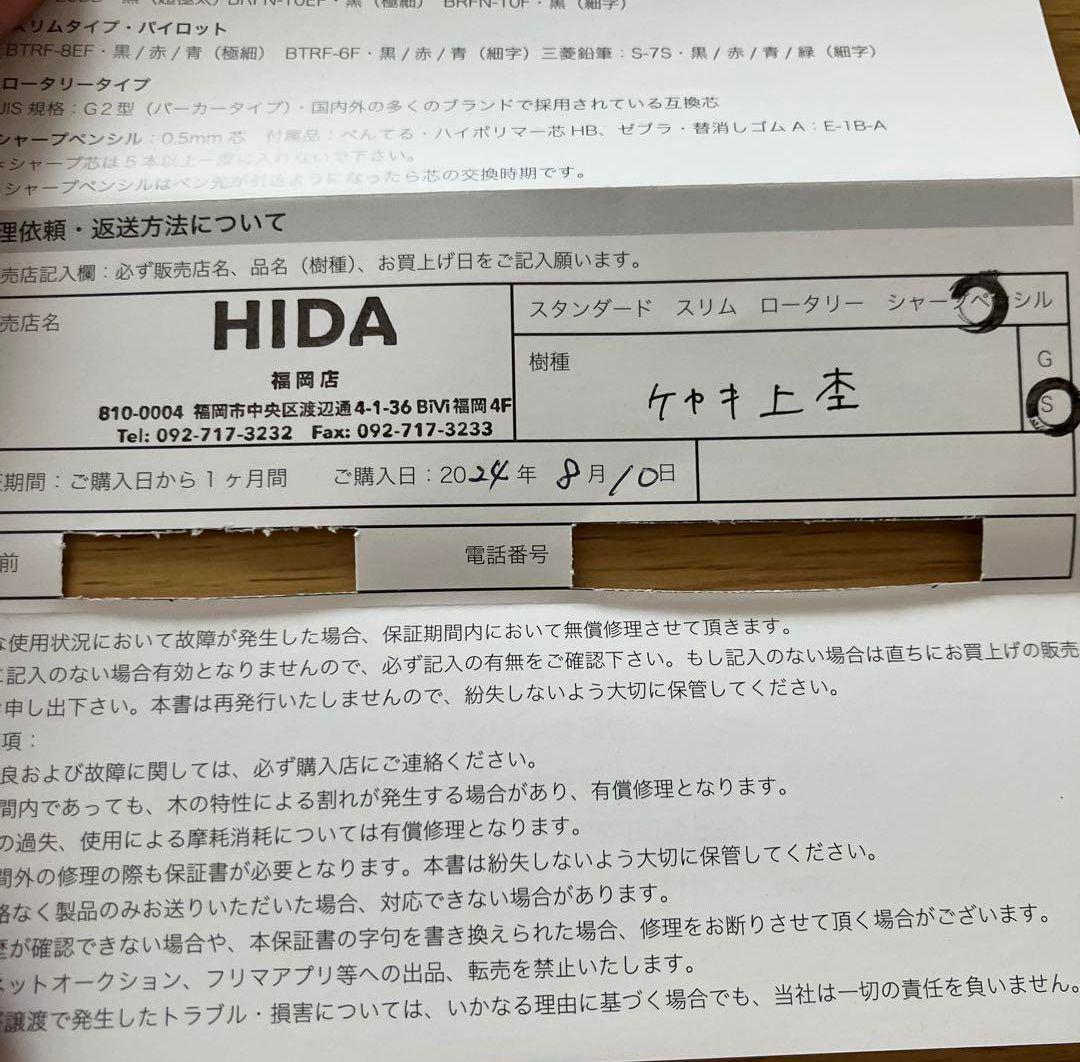 BRFN-10EF・黒（極細） BRFN-10F・黒（細字）
スリムタイプ・パイロット
BTRF-8EF・黒/赤/青（極細） BTRF-6F・黒/赤/青（細字）三菱鉛筆：S-7S・黒/赤/青/緑（細字）
ロータリータイプ
JIS規格：G2型（パーカータイプ）・国内外の多くのブランドで採用されている互換芯
シャープペンシル：0.5mm芯 付属品：ぺんてる・ハイポリマー芯HB、ゼブラ・替消しゴムA：E-1B-A
シャープ芯は5本以上一度に入れないで下さい。
シャープペンシルはペン先が引込ようになったら芯の交換時期です。
理依頼・返送方法について
売店記入欄：必ず販売店名、品名（樹種）、お買上げ日をご記入願います。
売店名
HIDA
福岡店
810-0004 福岡市中央区渡辺通4-1-36 BiVi福岡4F
Tel: 092-717-3232 Fax: 092-717-3233
スタンダード スリム ロータリー シャープペンシル
樹種
ケヤキ上杢
G
S
期間：ご購入日から1ヶ月間 ご購入日：2024年 8月10日
前
電話番号
な使用状況において故障が発生した場合、保証期間内において無償修理させて頂きます。
に記入のない場合有効となりませんので、必ず記入の有無をご確認下さい。もし記入のない場合は直ちにお買上げの販売
申し出下さい。本書は再発行いたしませんので、紛失しないよう大切に保管してください。
項：
良および故障に関しては、必ず購入店にご連絡ください。
間内であっても、木の特性による割れが発生する場合があり、有償修理となります。
の過失、使用による摩耗消耗については有償修理となります。
間外の修理の際も保証書が必要となります。本書は紛失しないよう大切に保管してください。
絡なく製品のみお送りいただいた場合、対応できない場合があります。
歴が確認できない場合や、本保証書の字句を書き換えられた場合、修理をお断りさせて頂く場合がございます。
ネットオークション、フリマアプリ等への出品、転売を禁止いたします。
譲渡で発生したトラブル・損害については、いかなる理由に基づく場合でも、当社は一切の責任を負いません。